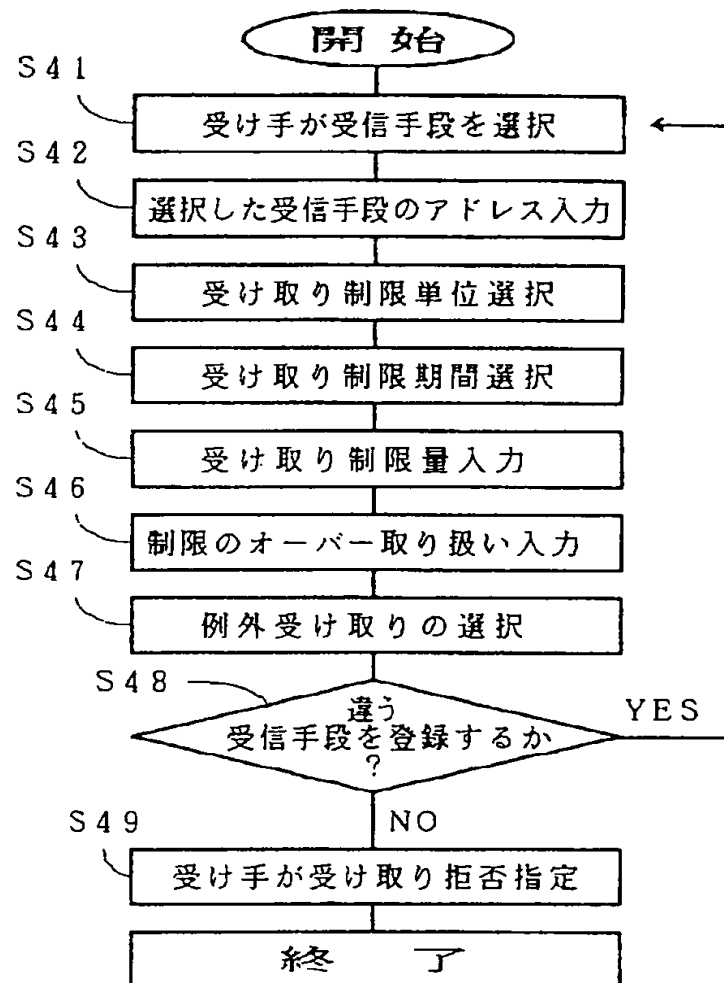 開始
S41
受け手が受信手段を選択
S42
選択した受信手段のアドレス入力
S43
受け取り制限単位選択
S44
受け取り制限期間選択
S45
受け取り制限量入力
S46
制限のオーバー取り扱い入力
S47
例外受け取りの選択
S48
違う
受信手段を登録するか
?
YES
NO
S49
受け手が受け取り拒否指定
終了